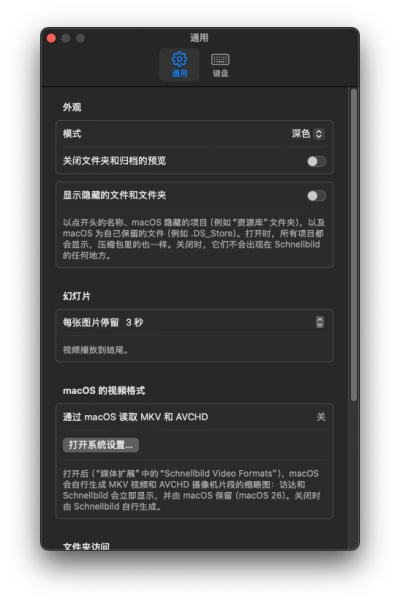 通用
通用
键盘
外观
模式
深色
关闭文件夹和归档的预览
显示隐藏的文件和文件夹
以点开头的名称、macOS 隐藏的项目 (例如“资源库”文件夹)，以及
macOS 为自己保留的文件 (例如 .DS_Store)。打开时，所有项目都
会显示，压缩包里的也一样。关闭时，它们不会出现在 Schnellbild
的任何地方。
幻灯片
每张图片停留 3 秒
视频播放到结尾。
macOS 的视频格式
通过 macOS 读取 MKV 和 AVCHD
关
打开系统设置...
打开后 (“媒体扩展”中的“Schnellbild Video Formats”)，macOS
会自行生成 MKV 视频和 AVCHD 摄像机片段的缩略图：访达和
Schnellbild 会立即显示，并由 macOS 保留 (macOS 26)。关闭时
由 Schnellbild 自行生成。
文件夹访问